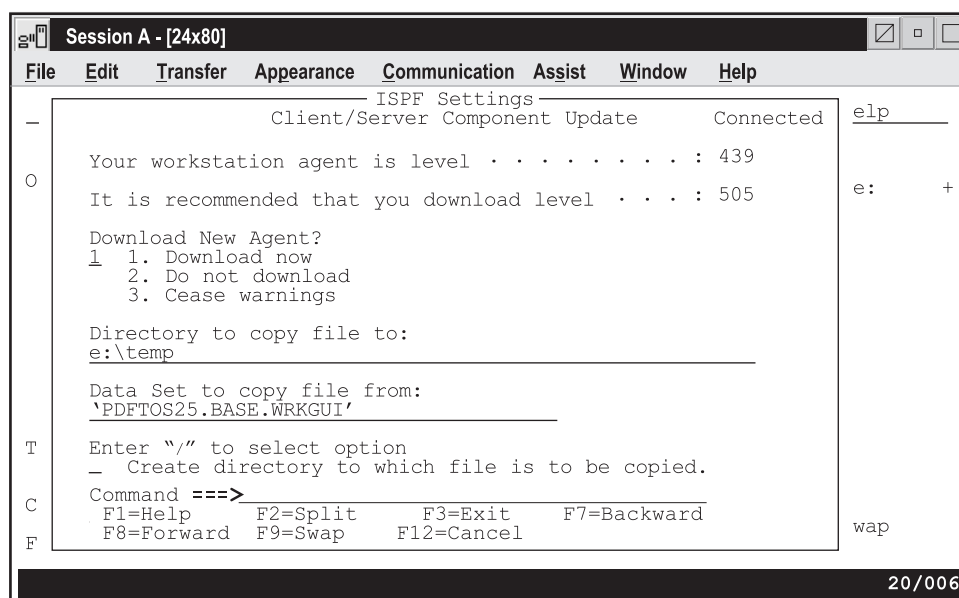 Session A - [24x80]
File Edit Transfer Appearance Communication Assist Window Help
ISPF Settings
Client/Server Component Update Connected
elp
Your workstation agent is level . . . . . . . . : 439
O
e: +
It is recommended that you download level . . . : 505
Download New Agent?
1 1. Download now
2. Do not download
3. Cease warnings
Directory to copy file to:
e:\temp
Data Set to copy file from:
‘PDFTOS25.BASE.WRKGUI’
T Enter “/” to select option
_ Create directory to which file is to be copied.
Command ===>
C
F1=Help F2=Split F3=Exit F7=Backward
F8=Forward F9=Swap F12=Cancel
wap
F
20/006